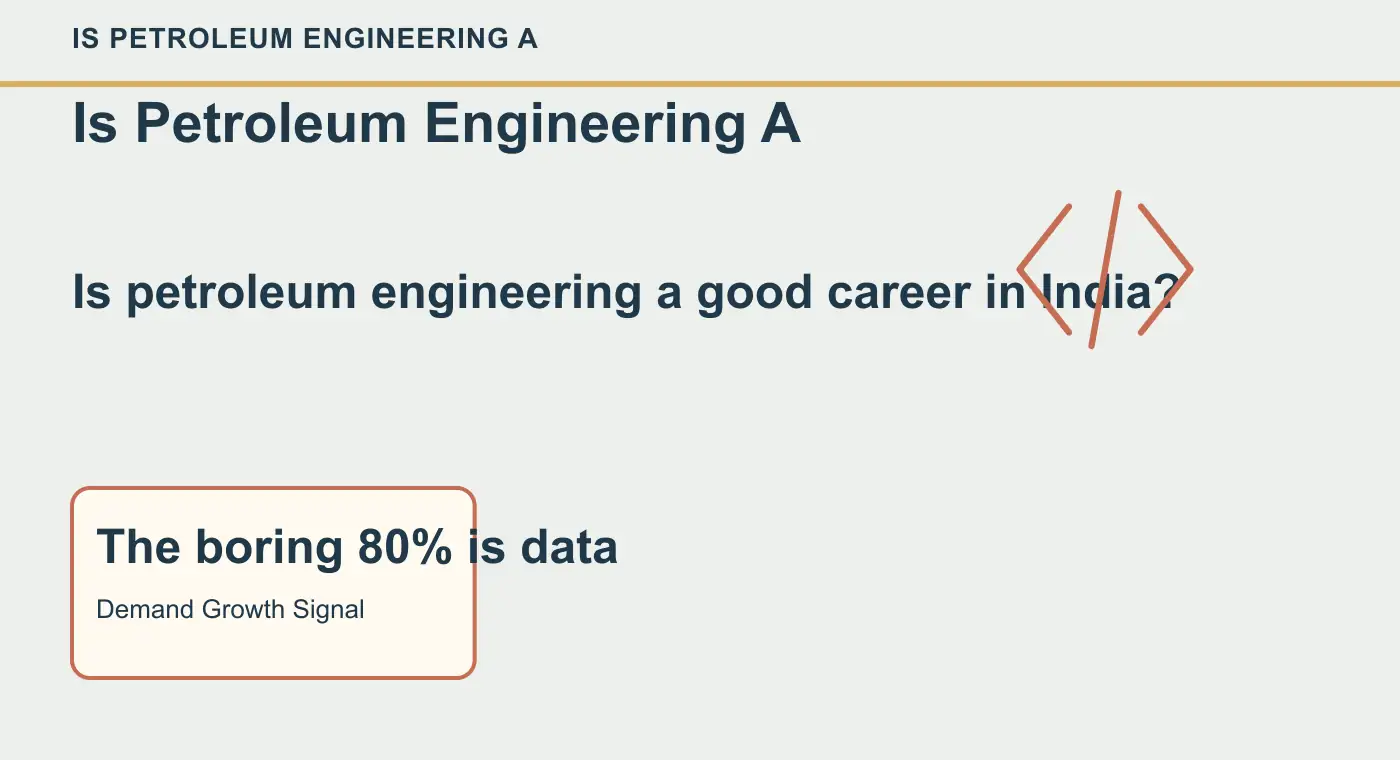 IS PETROLEUM ENGINEERING A
Is Petroleum Engineering A
Is petroleum engineering a good career in India?
The boring 80% is data
Demand Growth Signal